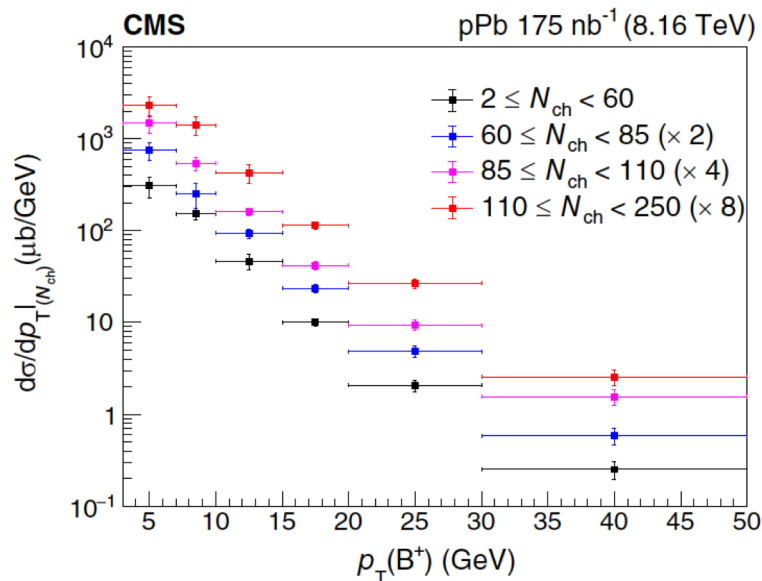 CMS
pPb 175 nb⁻¹ (8.16 TeV)
2 ≤ N_ch < 60
60 ≤ N_ch < 85 (× 2)
85 ≤ N_ch < 110 (× 4)
110 ≤ N_ch < 250 (× 8)
dσ/dp_T|_(N_ch) (μb/GeV)
10⁴
10³
10²
10
1
10⁻¹
5 10 15 20 25 30 35 40 45 50
p_T(B⁺) (GeV)